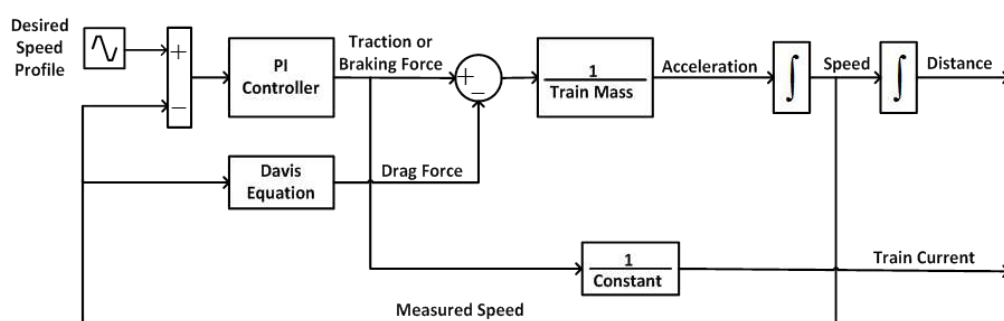 Desired
Speed
Profile
+
−
PI
Controller
Traction or
Braking Force
+
−
1
Train Mass
Acceleration
∫
Speed
∫
Distance
Davis
Equation
Drag Force
1
Constant
Train Current
Measured Speed